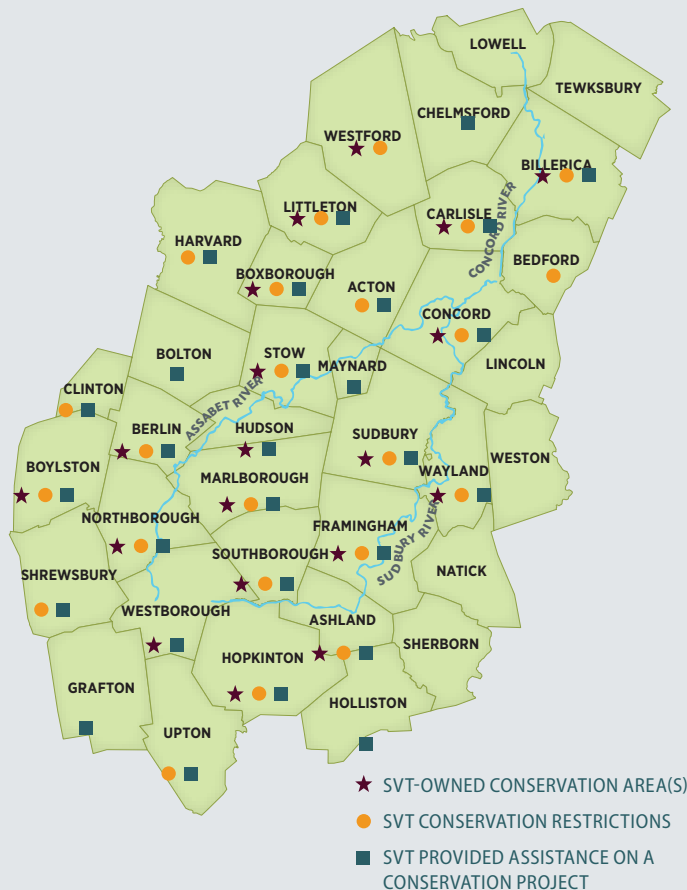 LOWELL
TEWKSBURY
CHELMSFORD
WESTFORD
BILLERICA
LITTLETON
CARLISLE
CONCORD RIVER
HARVARD
BEDFORD
BOXBOROUGH
ACTON
CONCORD
STOW
MAYNARD
LINCOLN
BOLTON
CLINTON
ASSABET RIVER
BERLIN
HUDSON
SUDBURY
WESTON
BOYLSTON
MARLBOROUGH
WAYLAND
NORTHBOROUGH
FRAMINGHAM
SUDBURY RIVER
SOUTHBOROUGH
SHREWSBURY
NATICK
WESTBOROUGH
ASHLAND
SHERBORN
HOPKINTON
GRAFTON
HOLLISTON
UPTON
SVT-OWNED CONSERVATION AREA(S)
SVT CONSERVATION RESTRICTIONS
SVT PROVIDED ASSISTANCE ON A
CONSERVATION PROJECT